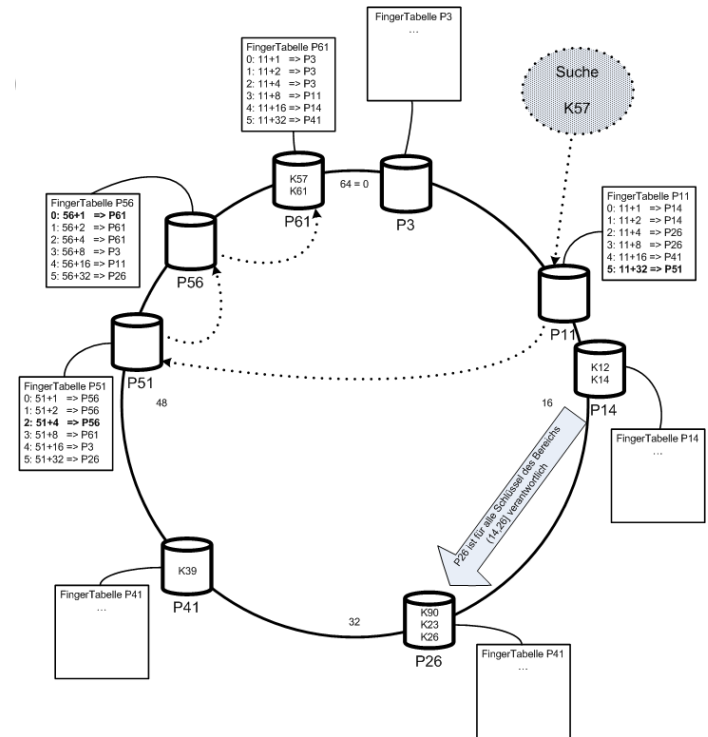 FingerTabelle P3
...
FingerTabelle P61
0: 11+1 => P3
1: 11+2 => P3
2: 11+4 => P3
3: 11+8 => P11
4: 11+16 => P14
5: 11+32 => P41
Suche
K57
K57
K61
P61
64 = 0
P3
FingerTabelle P56
0: 56+1 => P61
1: 56+2 => P61
2: 56+4 => P61
3: 56+8 => P3
4: 56+16 => P11
5: 56+32 => P26
P56
FingerTabelle P11
0: 11+1 => P14
1: 11+2 => P14
2: 11+4 => P26
3: 11+8 => P26
4: 11+16 => P41
5: 11+32 => P51
P11
P51
K12
K14
P14
FingerTabelle P51
0: 51+1 => P56
1: 51+2 => P56
2: 51+4 => P56
3: 51+8 => P61
4: 51+16 => P3
5: 51+32 => P26
48
16
FingerTabelle P14
...
P26 ist für alle Schlüssel des Bereichs
(14,26] verantwortlich
K39
P41
FingerTabelle P41
...
32
K90
K23
K26
P26
FingerTabelle P41
...